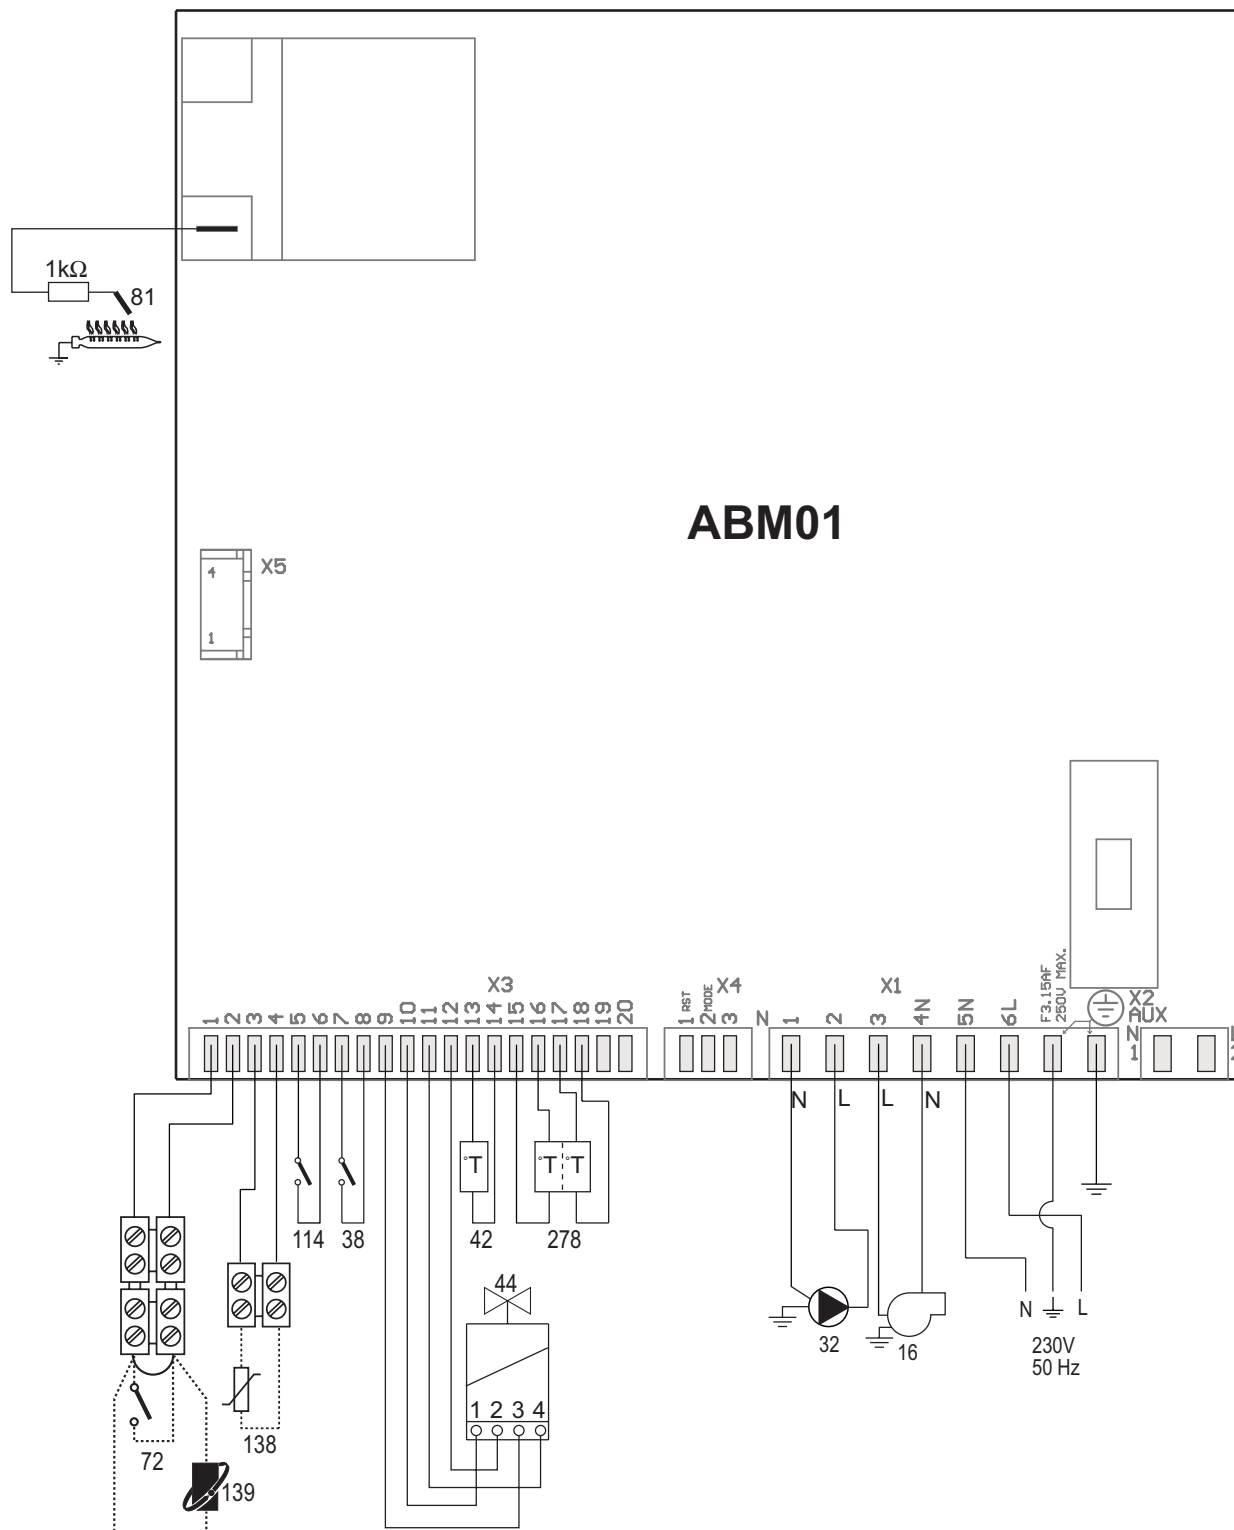 1kΩ
81
ABM01
X5
4
1
X3
1 2 3 4 5 6 7 8 9 10 11 12 13 14 15 16 17 18 19 20
X4
1 RST
2 MODE
3
N
X1
1 2 3 4N 5N 6L
F3.15AF
250V MAX.
X2
AUX
N
1
N L L N
°T °T °T
114 38 42 278
44
1 2 3 4
32
16
N L
230V
50 Hz
72
138
139